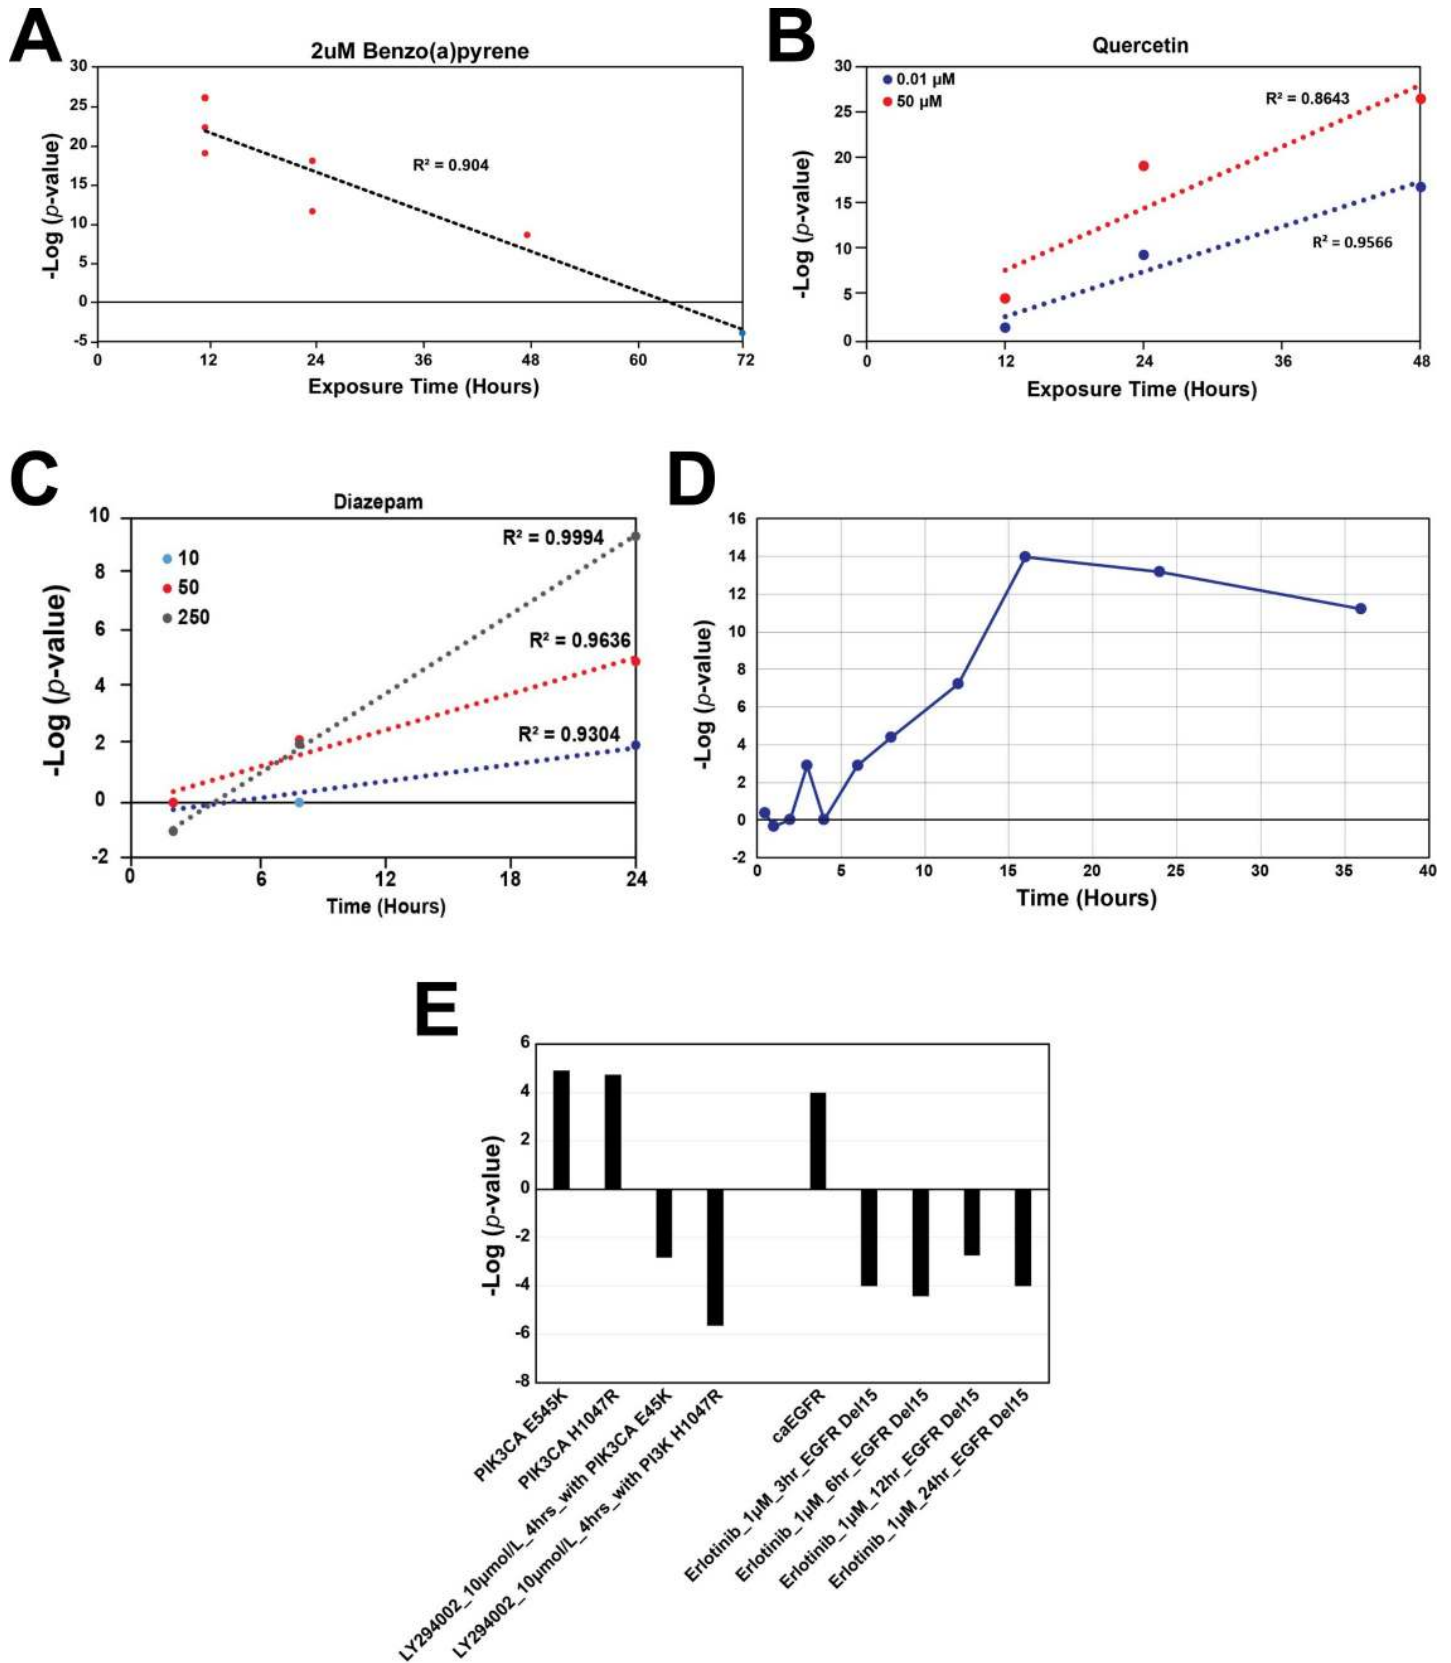 A
2uM Benzo(a)pyrene
30
25
20
15
10
5
0
-5
-Log (p-value)
R² = 0.904
0 12 24 36 48 60 72
Exposure Time (Hours)
B
Quercetin
30
25
20
15
10
5
0
-Log (p-value)
0.01 µM
50 µM
R² = 0.8643
R² = 0.9566
0 12 24 36 48
Exposure Time (Hours)
C
Diazepam
10
8
6
4
2
0
-2
-Log (p-value)
10
50
250
R² = 0.9994
R² = 0.9636
R² = 0.9304
0 6 12 18 24
Time (Hours)
D
16
14
12
10
8
6
4
2
0
-2
-Log (p-value)
0 5 10 15 20 25 30 35 40
Time (Hours)
E
6
4
2
0
-2
-4
-6
-8
-Log (p-value)
PIK3CA E545K
PIK3CA H1047R
LY294002_10µmol/L_4hrs_with PIK3CA E45K
LY294002_10µmol/L_4hrs_with PI3K H1047R
caEGFR
Erlotinib_1µM_3hr_EGFR Del15
Erlotinib_1µM_6hr_EGFR Del15
Erlotinib_1µM_12hr_EGFR Del15
Erlotinib_1µM_24hr_EGFR Del15